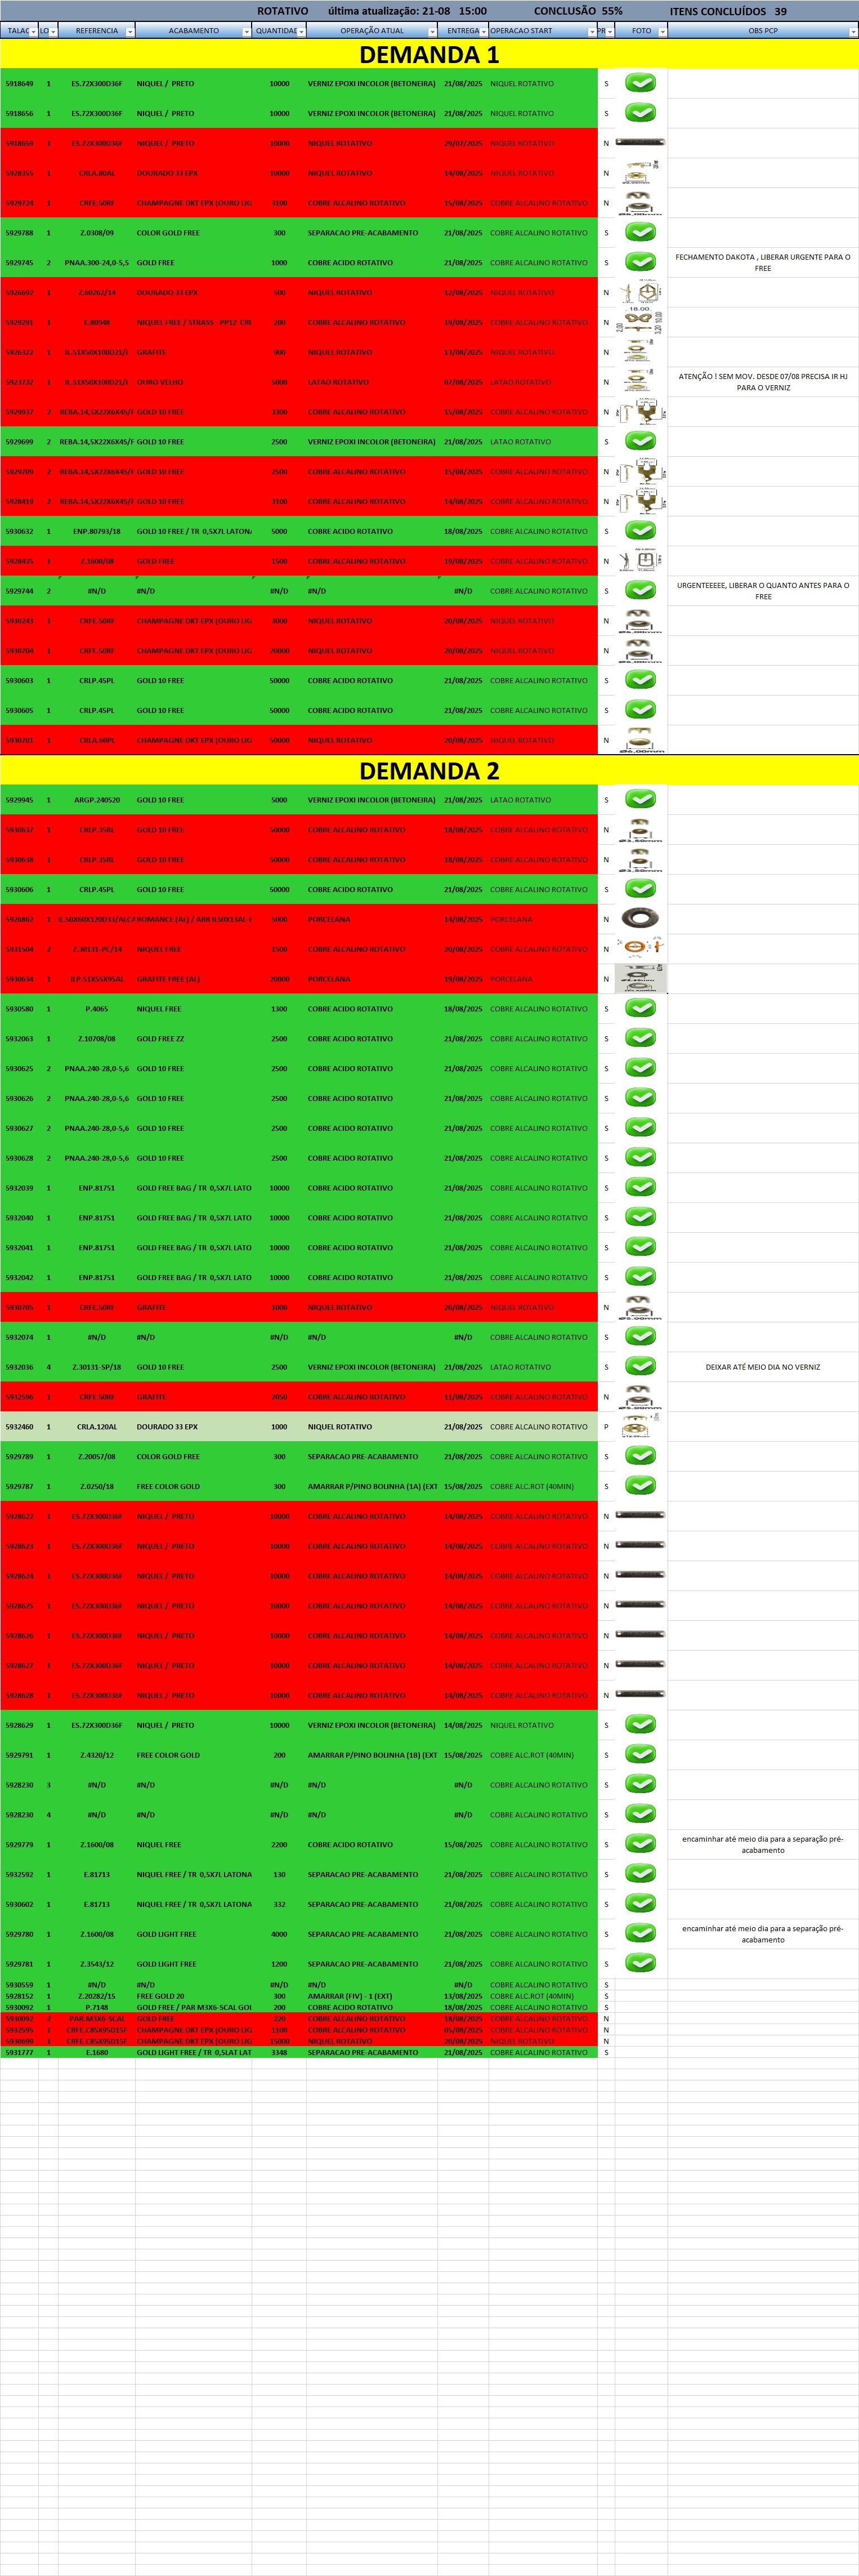 ROTATIVO última atualização: 21-08 15:00 CONCLUSÃO 55% ITENS CONCLUÍDOS 39
TALAC LO REFERENCIA ACABAMENTO QUANTIDAE OPERAÇÃO ATUAL ENTREGA OPERACAO START PR FOTO OBS PCP
DEMANDA 1
5918649 1 ES.72X300D36F NIQUEL / PRETO 10000 VERNIZ EPOXI INCOLOR (BETONEIRA) 21/08/2025 NIQUEL ROTATIVO S
5918656 1 ES.72X300D36F NIQUEL / PRETO 10000 VERNIZ EPOXI INCOLOR (BETONEIRA) 21/08/2025 NIQUEL ROTATIVO S
5918659 1 ES.72X300D36F NIQUEL / PRETO 10000 NIQUEL ROTATIVO 29/07/2025 NIQUEL ROTATIVO N
5928355 1 CRLA.80AL DOURADO 33 EPX 10000 NIQUEL ROTATIVO 14/08/2025 NIQUEL ROTATIVO N
5929724 1 CRFE.50RF CHAMPAGNE DKT EPX (OURO LIG 3100 COBRE ALCALINO ROTATIVO 15/08/2025 COBRE ALCALINO ROTATIVO N
5929788 1 Z.0308/09 COLOR GOLD FREE 300 SEPARACAO PRE-ACABAMENTO 21/08/2025 COBRE ALCALINO ROTATIVO S
5929745 2 PNAA.300-24,0-5,5 GOLD FREE 1000 COBRE ACIDO ROTATIVO 21/08/2025 COBRE ALCALINO ROTATIVO S FECHAMENTO DAKOTA , LIBERAR URGENTE PARA O FREE
5926692 1 Z.60262/14 DOURADO 33 EPX 500 NIQUEL ROTATIVO 12/08/2025 NIQUEL ROTATIVO N
5929291 1 E.80948 NIQUEL FREE / STRASS - PP12 CRI 200 COBRE ALCALINO ROTATIVO 19/08/2025 COBRE ALCALINO ROTATIVO N
5926322 1 IL.51X50X100D21/L GRAFITE 900 NIQUEL ROTATIVO 13/08/2025 NIQUEL ROTATIVO N
5923732 1 IL.51X50X100D21/L OURO VELHO 5000 LATAO ROTATIVO 07/08/2025 LATAO ROTATIVO N ATENÇÃO ! SEM MOV. DESDE 07/08 PRECISA IR HJ PARA O VERNIZ
5929937 2 REBA.14,5X22X6X4S/F GOLD 10 FREE 3300 COBRE ACIDO ROTATIVO 15/08/2025 COBRE ALCALINO ROTATIVO N
5929699 2 REBA.14,5X22X6X4S/F GOLD 10 FREE 2500 VERNIZ EPOXI INCOLOR (BETONEIRA) 21/08/2025 LATAO ROTATIVO S
5929709 2 REBA.14,5X22X6X4S/F GOLD 10 FREE 2500 COBRE ACIDO ROTATIVO 15/08/2025 COBRE ALCALINO ROTATIVO N
5928419 2 REBA.14,5X22X6X4S/F GOLD 10 FREE 3100 COBRE ACIDO ROTATIVO 14/08/2025 COBRE ALCALINO ROTATIVO N
5930632 1 ENP.80793/18 GOLD 10 FREE / TR 0,5X7L LATONA 5000 COBRE ACIDO ROTATIVO 18/08/2025 COBRE ALCALINO ROTATIVO S
5928435 1 Z.1600/08 GOLD FREE 1500 COBRE ACIDO ROTATIVO 19/08/2025 COBRE ALCALINO ROTATIVO N
5929744 2 #N/D #N/D #N/D #N/D #N/D COBRE ALCALINO ROTATIVO S URGENTEEEEE, LIBERAR O QUANTO ANTES PARA O FREE
5930243 1 CRFE.50RF CHAMPAGNE DKT EPX (OURO LIG 3000 NIQUEL ROTATIVO 20/08/2025 NIQUEL ROTATIVO N
5930704 1 CRFE.50RF CHAMPAGNE DKT EPX (OURO LIG 20000 NIQUEL ROTATIVO 20/08/2025 NIQUEL ROTATIVO N
5930603 1 CRLP.45PL GOLD 10 FREE 50000 COBRE ACIDO ROTATIVO 21/08/2025 COBRE ALCALINO ROTATIVO S
5930605 1 CRLP.45PL GOLD 10 FREE 50000 COBRE ACIDO ROTATIVO 21/08/2025 COBRE ALCALINO ROTATIVO S
5930701 1 CRLA.60PL CHAMPAGNE DKT EPX (OURO LIG 50000 NIQUEL ROTATIVO 20/08/2025 COBRE ALCALINO ROTATIVO N
DEMANDA 2
5929945 1 ARGP.240520 GOLD 10 FREE 5000 VERNIZ EPOXI INCOLOR (BETONEIRA) 21/08/2025 LATAO ROTATIVO S
5930637 1 CRLP.35RL GOLD 10 FREE 50000 COBRE ALCALINO ROTATIVO 18/08/2025 COBRE ALCALINO ROTATIVO N
5930638 1 CRLP.35RL GOLD 10 FREE 50000 COBRE ALCALINO ROTATIVO 18/08/2025 COBRE ALCALINO ROTATIVO N
5930606 1 CRLP.45PL GOLD 10 FREE 50000 COBRE ACIDO ROTATIVO 21/08/2025 COBRE ALCALINO ROTATIVO S
5926862 1 IL.50X60X120D33/ALCA ROMANCE (AL) / ARR IL50X13AL-E 5000 PORCELANA 14/08/2025 PORCELANA N
5931504 2 Z.30131-PC/14 NIQUEL FREE 1500 COBRE ALCALINO ROTATIVO 20/08/2025 COBRE ALCALINO ROTATIVO N
5930634 1 ILP.51X55X95AL GRAFITE FREE (AL) 20000 PORCELANA 19/08/2025 PORCELANA N
5930580 1 P.4065 NIQUEL FREE 1300 COBRE ACIDO ROTATIVO 18/08/2025 COBRE ALCALINO ROTATIVO S
5932063 1 Z.10708/08 GOLD FREE ZZ 2500 COBRE ACIDO ROTATIVO 21/08/2025 COBRE ALCALINO ROTATIVO S
5930625 2 PNAA.240-28,0-5,6 GOLD 10 FREE 2500 COBRE ACIDO ROTATIVO 21/08/2025 COBRE ALCALINO ROTATIVO S
5930626 2 PNAA.240-28,0-5,6 GOLD 10 FREE 2500 COBRE ACIDO ROTATIVO 21/08/2025 COBRE ALCALINO ROTATIVO S
5930627 2 PNAA.240-28,0-5,6 GOLD 10 FREE 2500 COBRE ACIDO ROTATIVO 21/08/2025 COBRE ALCALINO ROTATIVO S
5930628 2 PNAA.240-28,0-5,6 GOLD 10 FREE 2500 COBRE ACIDO ROTATIVO 21/08/2025 COBRE ALCALINO ROTATIVO S
5932039 1 ENP.81751 GOLD FREE BAG / TR 0,5X7L LATO 10000 COBRE ACIDO ROTATIVO 21/08/2025 COBRE ALCALINO ROTATIVO S
5932040 1 ENP.81751 GOLD FREE BAG / TR 0,5X7L LATO 10000 COBRE ACIDO ROTATIVO 21/08/2025 COBRE ALCALINO ROTATIVO S
5932041 1 ENP.81751 GOLD FREE BAG / TR 0,5X7L LATO 10000 COBRE ACIDO ROTATIVO 21/08/2025 COBRE ALCALINO ROTATIVO S
5932042 1 ENP.81751 GOLD FREE BAG / TR 0,5X7L LATO 10000 COBRE ACIDO ROTATIVO 21/08/2025 COBRE ALCALINO ROTATIVO S
5930705 1 CRFE.50RF GRAFITE 1000 NIQUEL ROTATIVO 20/08/2025 NIQUEL ROTATIVO N
5932074 1 #N/D #N/D #N/D #N/D #N/D COBRE ALCALINO ROTATIVO S
5932036 4 Z.30131-SP/18 GOLD 10 FREE 2500 VERNIZ EPOXI INCOLOR (BETONEIRA) 21/08/2025 LATAO ROTATIVO S DEIXAR ATÉ MEIO DIA NO VERNIZ
5932596 1 CRFE.50RF GRAFITE 2050 COBRE ALCALINO ROTATIVO 11/08/2025 COBRE ALCALINO ROTATIVO N
5932460 1 CRLA.120AL DOURADO 33 EPX 1000 NIQUEL ROTATIVO 21/08/2025 COBRE ALCALINO ROTATIVO P
5929789 1 Z.20057/08 COLOR GOLD FREE 300 SEPARACAO PRE-ACABAMENTO 21/08/2025 COBRE ALCALINO ROTATIVO S
5929787 1 Z.0250/18 FREE COLOR GOLD 300 AMARRAR P/PINO BOLINHA (1A) (EXT 15/08/2025 COBRE ALC.ROT (40MIN) S
5928622 1 ES.72X300D36F NIQUEL / PRETO 10000 COBRE ALCALINO ROTATIVO 14/08/2025 COBRE ALCALINO ROTATIVO N
5928623 1 ES.72X300D36F NIQUEL / PRETO 10000 COBRE ALCALINO ROTATIVO 14/08/2025 COBRE ALCALINO ROTATIVO N
5928624 1 ES.72X300D36F NIQUEL / PRETO 10000 COBRE ALCALINO ROTATIVO 14/08/2025 COBRE ALCALINO ROTATIVO N
5928625 1 ES.72X300D36F NIQUEL / PRETO 10000 COBRE ALCALINO ROTATIVO 14/08/2025 COBRE ALCALINO ROTATIVO N
5928626 1 ES.72X300D36F NIQUEL / PRETO 10000 COBRE ALCALINO ROTATIVO 14/08/2025 COBRE ALCALINO ROTATIVO N
5928627 1 ES.72X300D36F NIQUEL / PRETO 10000 COBRE ALCALINO ROTATIVO 14/08/2025 COBRE ALCALINO ROTATIVO N
5928628 1 ES.72X300D36F NIQUEL / PRETO 10000 COBRE ALCALINO ROTATIVO 14/08/2025 COBRE ALCALINO ROTATIVO N
5928629 1 ES.72X300D36F NIQUEL / PRETO 10000 VERNIZ EPOXI INCOLOR (BETONEIRA) 14/08/2025 NIQUEL ROTATIVO S
5929791 1 Z.4320/12 FREE COLOR GOLD 200 AMARRAR P/PINO BOLINHA (1B) (EXT 15/08/2025 COBRE ALC.ROT (40MIN) S
5928230 3 #N/D #N/D #N/D #N/D #N/D COBRE ALCALINO ROTATIVO S
5928230 4 #N/D #N/D #N/D #N/D #N/D COBRE ALCALINO ROTATIVO S
5929779 1 Z.1600/08 NIQUEL FREE 2200 COBRE ACIDO ROTATIVO 15/08/2025 COBRE ALCALINO ROTATIVO S encaminhar até meio dia para a separação pré-acabamento
5932592 1 E.81713 NIQUEL FREE / TR 0,5X7L LATONA 130 SEPARACAO PRE-ACABAMENTO 21/08/2025 COBRE ALCALINO ROTATIVO S
5930602 1 E.81713 NIQUEL FREE / TR 0,5X7L LATONA 332 SEPARACAO PRE-ACABAMENTO 21/08/2025 COBRE ALCALINO ROTATIVO S
5929780 1 Z.1600/08 GOLD LIGHT FREE 4000 SEPARACAO PRE-ACABAMENTO 21/08/2025 COBRE ALCALINO ROTATIVO S encaminhar até meio dia para a separação pré-acabamento
5929781 1 Z.3543/12 GOLD LIGHT FREE 1200 SEPARACAO PRE-ACABAMENTO 21/08/2025 COBRE ALCALINO ROTATIVO S
5930559 1 #N/D #N/D #N/D #N/D #N/D COBRE ALCALINO ROTATIVO S
5928152 1 Z.20282/15 FREE GOLD 20 300 AMARRAR (FIV) - 1 (EXT) 13/08/2025 COBRE ALC.ROT (40MIN) S
5930092 1 P.7148 GOLD FREE / PAR M3X6-SCAL GOL 200 COBRE ACIDO ROTATIVO 18/08/2025 COBRE ALCALINO ROTATIVO S
5930092 2 PAR.M3X6-SCAL GOLD FREE 220 COBRE ALCALINO ROTATIVO 18/08/2025 COBRE ALCALINO ROTATIVO N
5932595 1 CRFE.C85X95D15F CHAMPAGNE DKT EPX (OURO LIG 1100 COBRE ALCALINO ROTATIVO 05/08/2025 COBRE ALCALINO ROTATIVO N
5930699 1 CRFE.C85X95D15F CHAMPAGNE DKT EPX (OURO LIG 15000 NIQUEL ROTATIVO 20/08/2025 NIQUEL ROTATIVO N
5931777 1 E.1680 GOLD LIGHT FREE / TR 0,5LAT LAT 3348 SEPARACAO PRE-ACABAMENTO 21/08/2025 COBRE ALCALINO ROTATIVO S